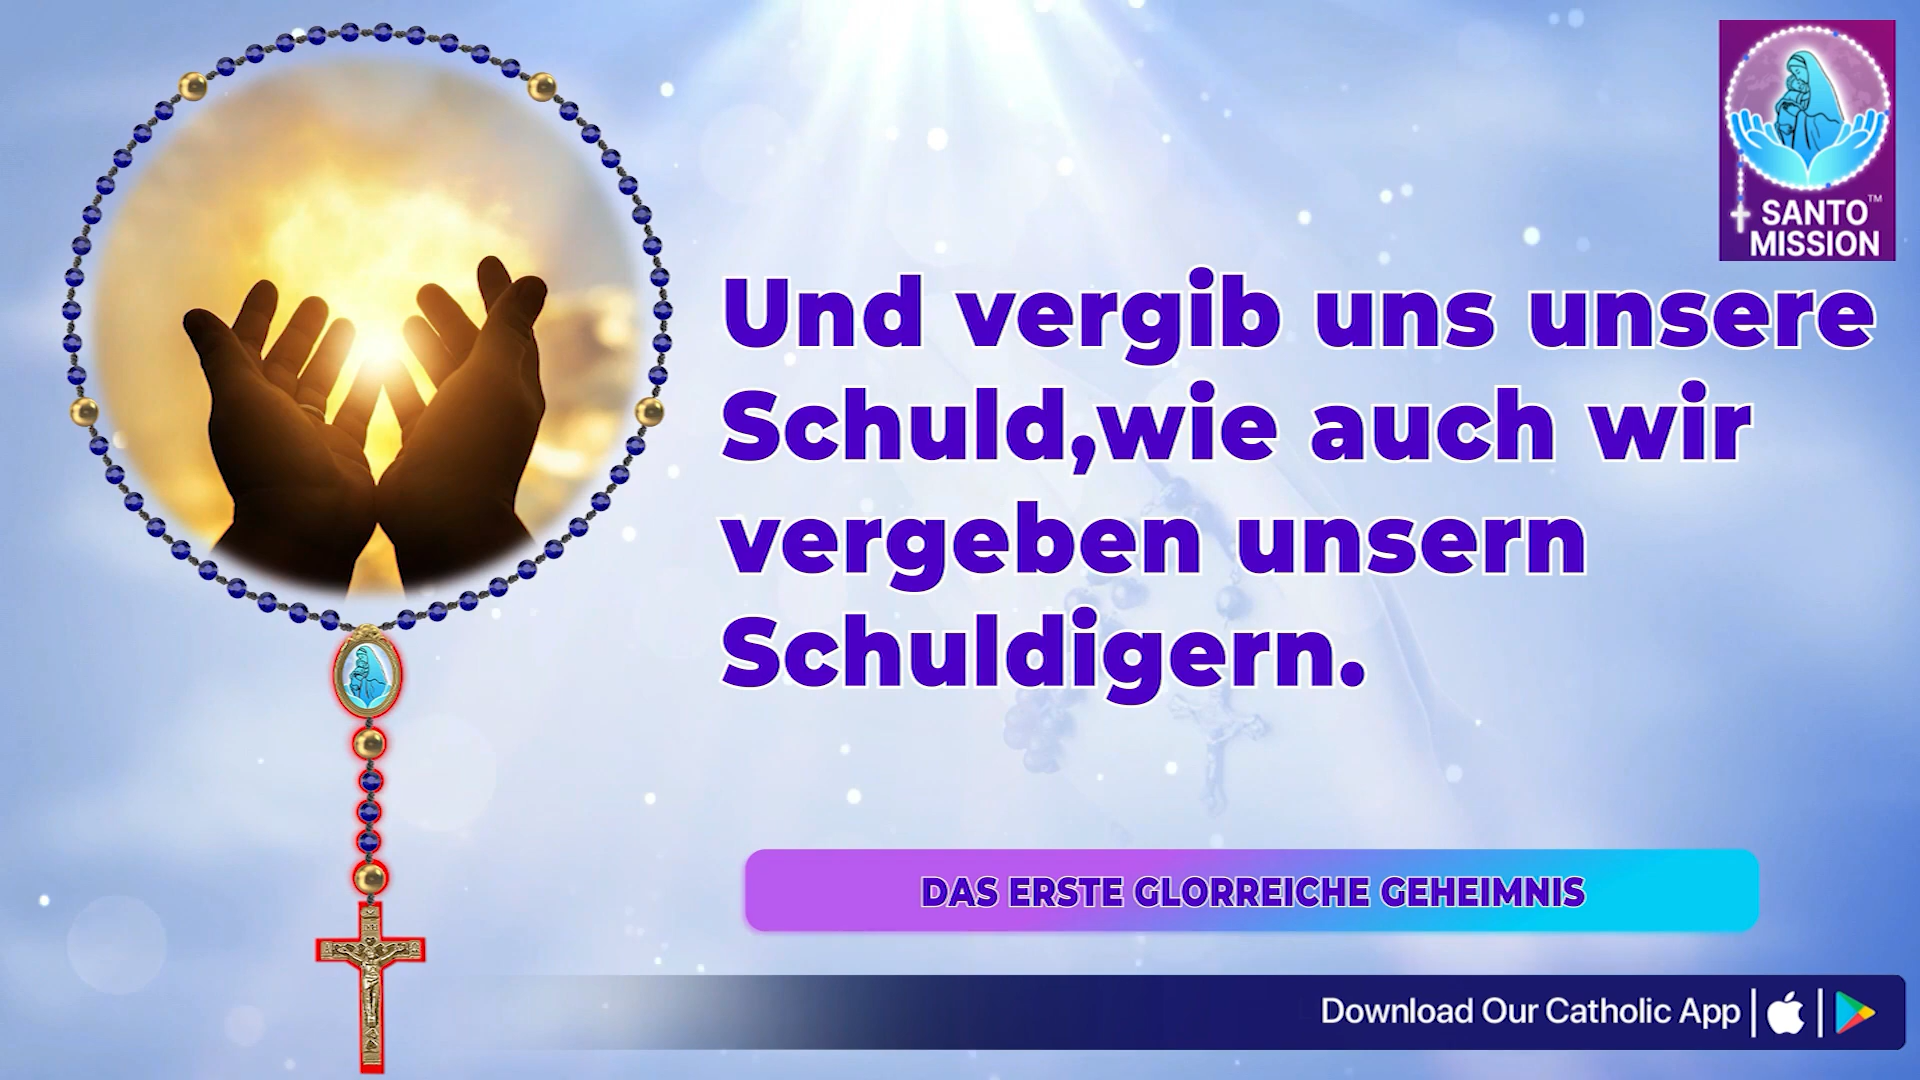 SANTO™
MISSION
Und vergib uns unsere
Schuld,wie auch wir
vergeben unsern
Schuldigern.
DAS ERSTE GLORREICHE GEHEIMNIS
Download Our Catholic App